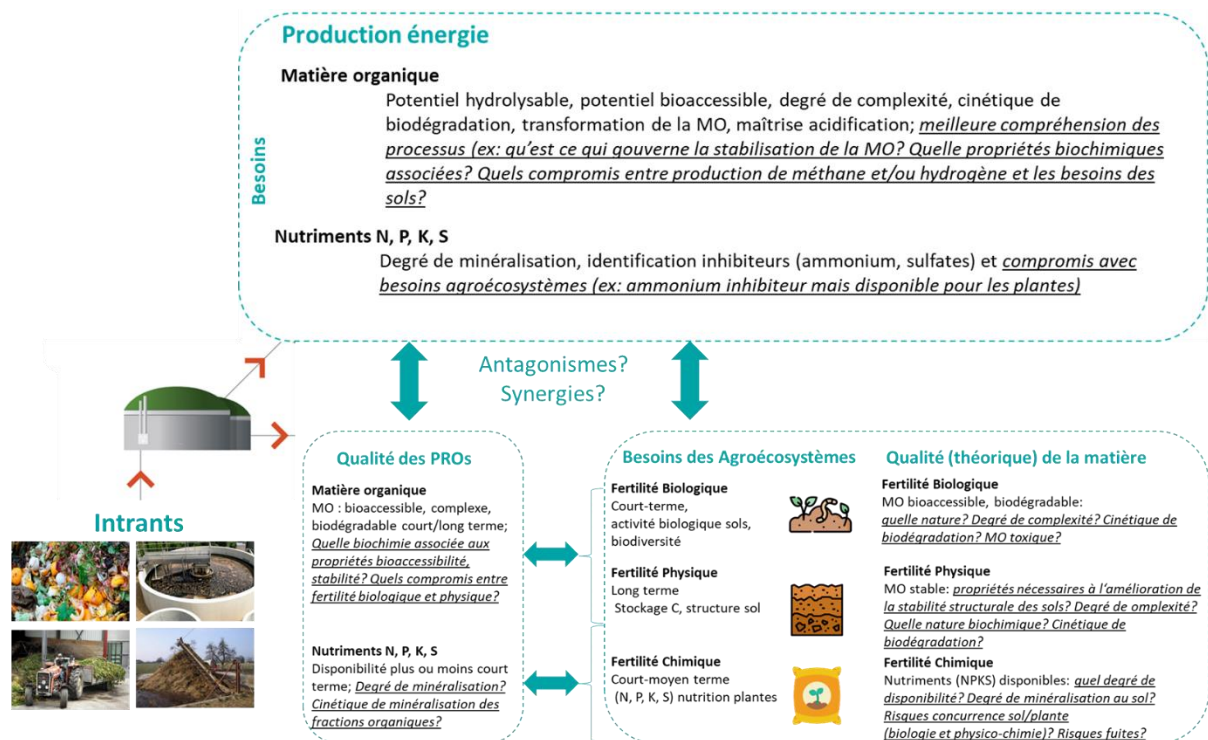 Production énergie
Besoins
Matière organique
Potentiel hydrolysable, potentiel bioaccessible, degré de complexité, cinétique de
biodégradation, transformation de la MO, maîtrise acidification; meilleure compréhension des
processus (ex: qu'est ce qui gouverne la stabilisation de la MO? Quelle propriétés biochimiques
associées? Quels compromis entre production de méthane et/ou hydrogène et les besoins des
sols?
Nutriments N, P, K, S
Degré de minéralisation, identification inhibiteurs (ammonium, sulfates) et compromis avec
besoins agroécosystèmes (ex: ammonium inhibiteur mais disponible pour les plantes)
Antagonismes?
Synergies?
Intrants
Qualité des PROs
Matière organique
MO : bioaccessible, complexe,
biodégradable court/long terme;
Quelle biochimie associée aux
propriétés bioaccessibilité,
stabilité? Quels compromis entre
fertilité biologique et physique?
Nutriments N, P, K, S
Disponibilité plus ou moins court
terme; Degré de minéralisation?
Cinétique de minéralisation des
fractions organiques?
Besoins des Agroécosystèmes
Fertilité Biologique
Court-terme,
activité biologique sols,
biodiversité
Fertilité Physique
Long terme
Stockage C, structure sol
Fertilité Chimique
Court-moyen terme
(N, P, K, S) nutrition plantes
Qualité (théorique) de la matière
Fertilité Biologique
MO bioaccessible, biodégradable:
quelle nature? Degré de complexité? Cinétique de
biodégradation? MO toxique?
Fertilité Physique
MO stable: propriétés nécessaires à l'amélioration de
la stabilité structurale des sols? Degré de omplexité?
Quelle nature biochimique? Cinétique de
biodégradation?
Fertilité Chimique
Nutriments (NPKS) disponibles: quel degré de
disponibilité? Degré de minéralisation au sol?
Risques concurrence sol/plante
(biologie et physico-chimie)? Risques fuites?